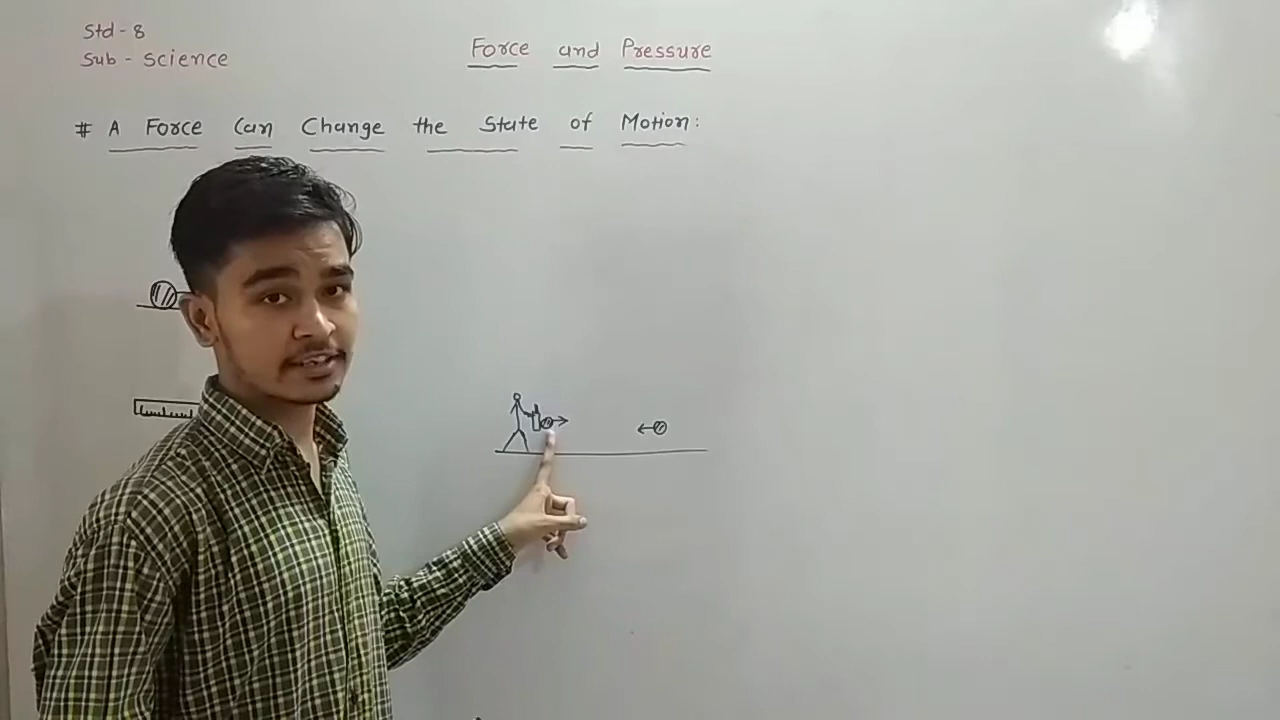 Std - 8
Sub - Science
Force and Pressure
# A Force Can Change the State of Motion: